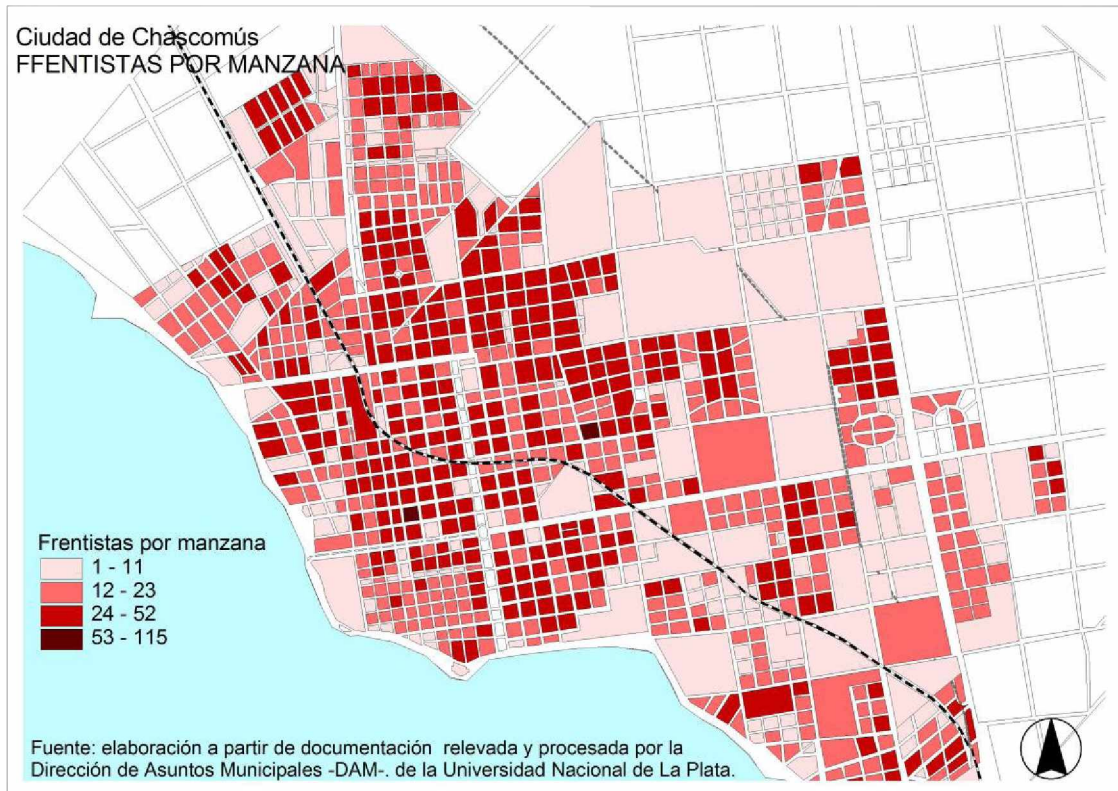 Ciudad de Chascomús
FFENTISTAS POR MANZANA
Frentistas por manzana
1 - 11
12 - 23
24 - 52
53 - 115
Fuente: elaboración a partir de documentación relevada y procesada por la
Dirección de Asuntos Municipales -DAM-. de la Universidad Nacional de La Plata.